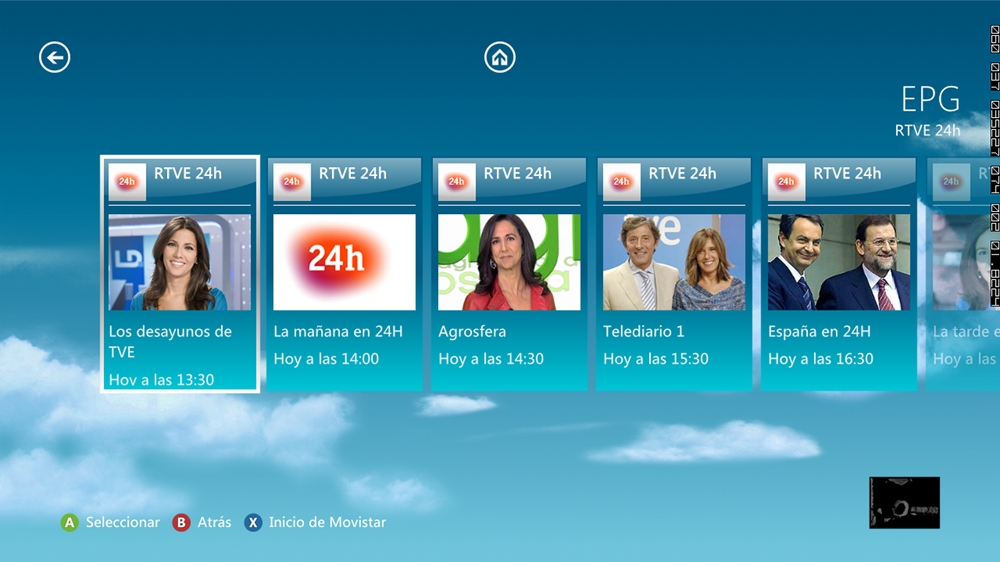 EPG
RTVE 24h
24h RTVE 24h
Los desayunos de
TVE
Hoy a las 13:30
24h RTVE 24h
24h
La mañana en 24H
Hoy a las 14:00
24h RTVE 24h
Agrosfera
Hoy a las 14:30
24h RTVE 24h
tve
Telediario 1
Hoy a las 15:30
24h RTVE 24h
España en 24H
Hoy a las 16:30
24h R
La tarde e
Hoy a las
A Seleccionar B Atrás X Inicio de Movistar